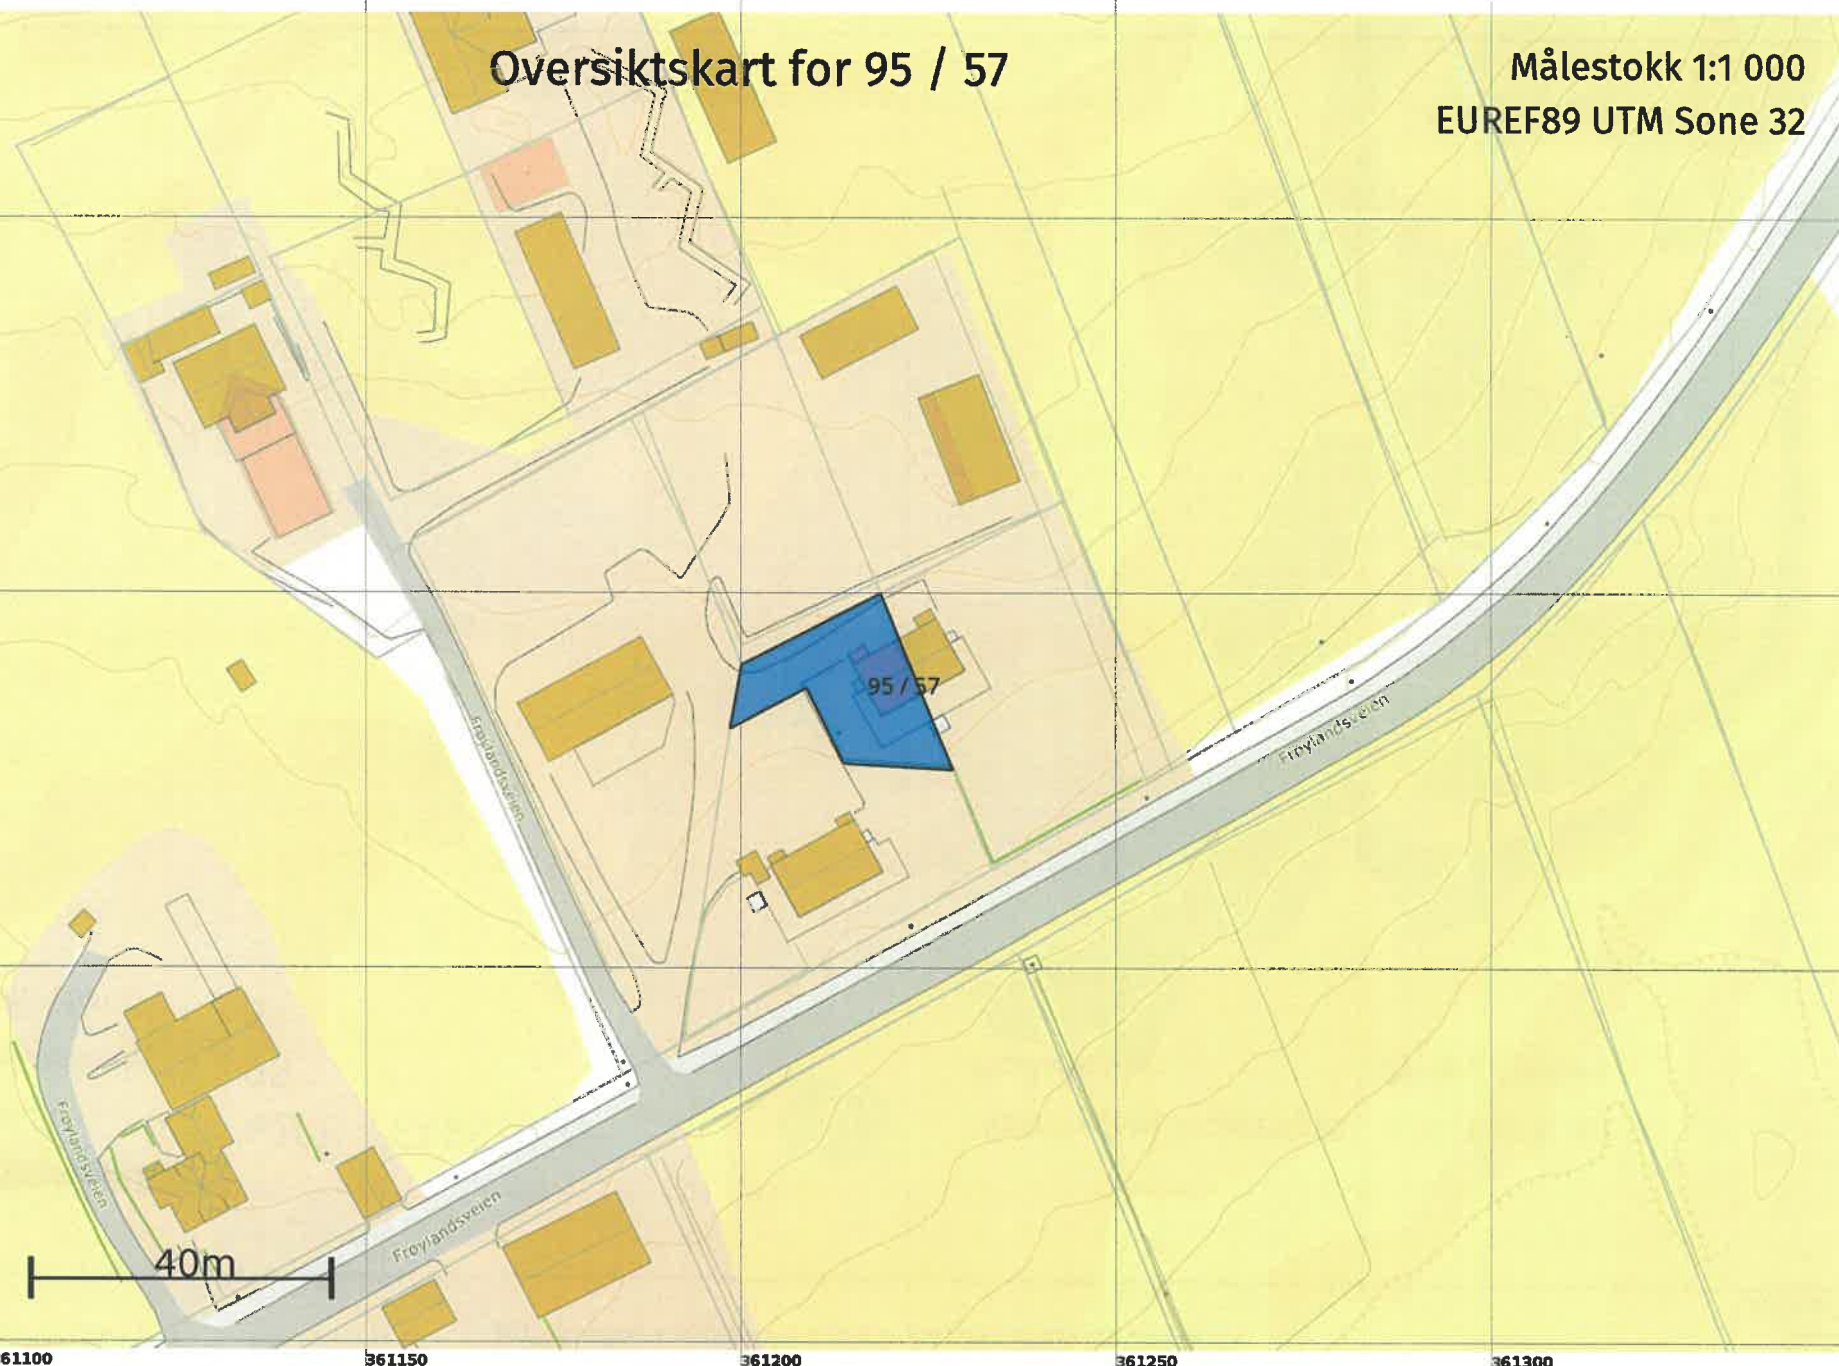 Oversiktskart for 95 / 57
Målestokk 1:1 000
EUREF89 UTM Sone 32
95 / 57
Frøylandsveien
Frøylandsveien
Frøylandsveien
Frøylandsveien
40m
361100
361150
361200
361250
361300